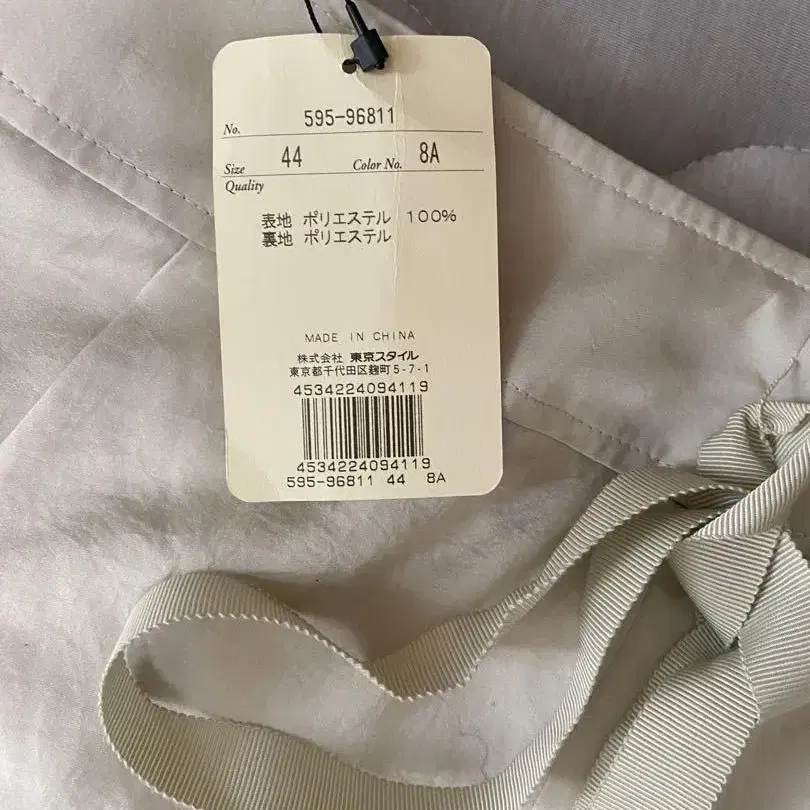 No. 595-96811
Size 44 Color No. 8A
Quality
表地 ポリエステル 100%
裏地 ポリエステル
MADE IN CHINA
株式会社 東京スタイル
東京都千代田区麹町5-7-1
4534224094119
4534224094119
595-96811 44 8A